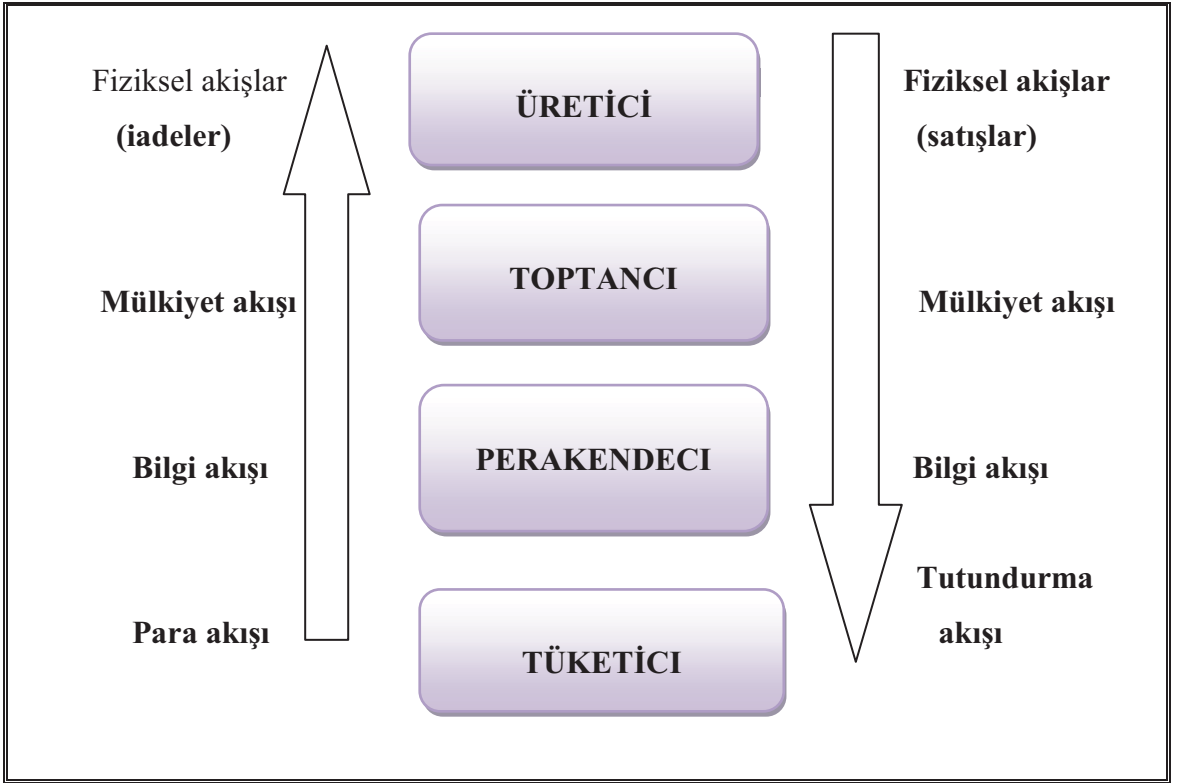 Fiziksel akişlar
(iadeler)
Mülkiyet akışı
Bilgi akışı
Para akışı
ÜRETİCİ
TOPTANCI
PERAKENDECI
TÜKETİCI
Fiziksel akişlar
(satışlar)
Mülkiyet akışı
Bilgi akışı
Tutundurma
akışı